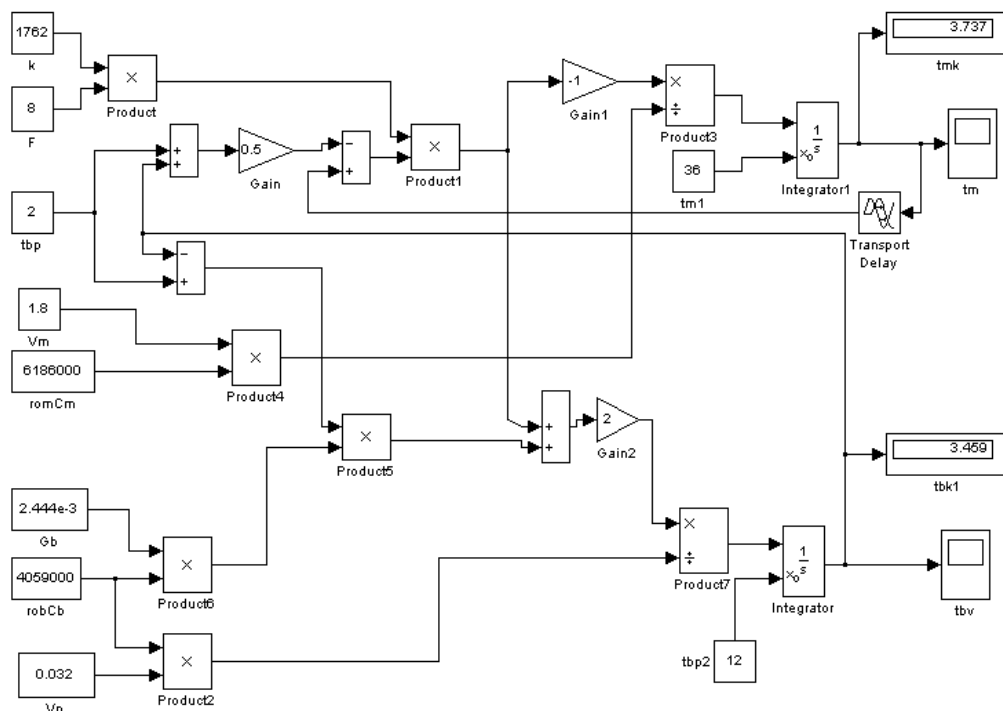 1762
k
8
F
×
Product
+
+
0.5
Gain
−
+
×
Product1
-1
Gain1
×
÷
Product3
36
tm1
1
s
xo
Integrator1
3.737
tmk
tm
Transport
Delay
2
tbp
−
+
1.8
Vm
6186000
romCm
×
Product4
×
Product5
+
+
2
Gain2
3.459
tbk1
2.444e-3
Gb
4059000
robCb
×
Product6
×
÷
Product7
1
s
xo
Integrator
tbv
0.032
×
Product2
tbp2
12